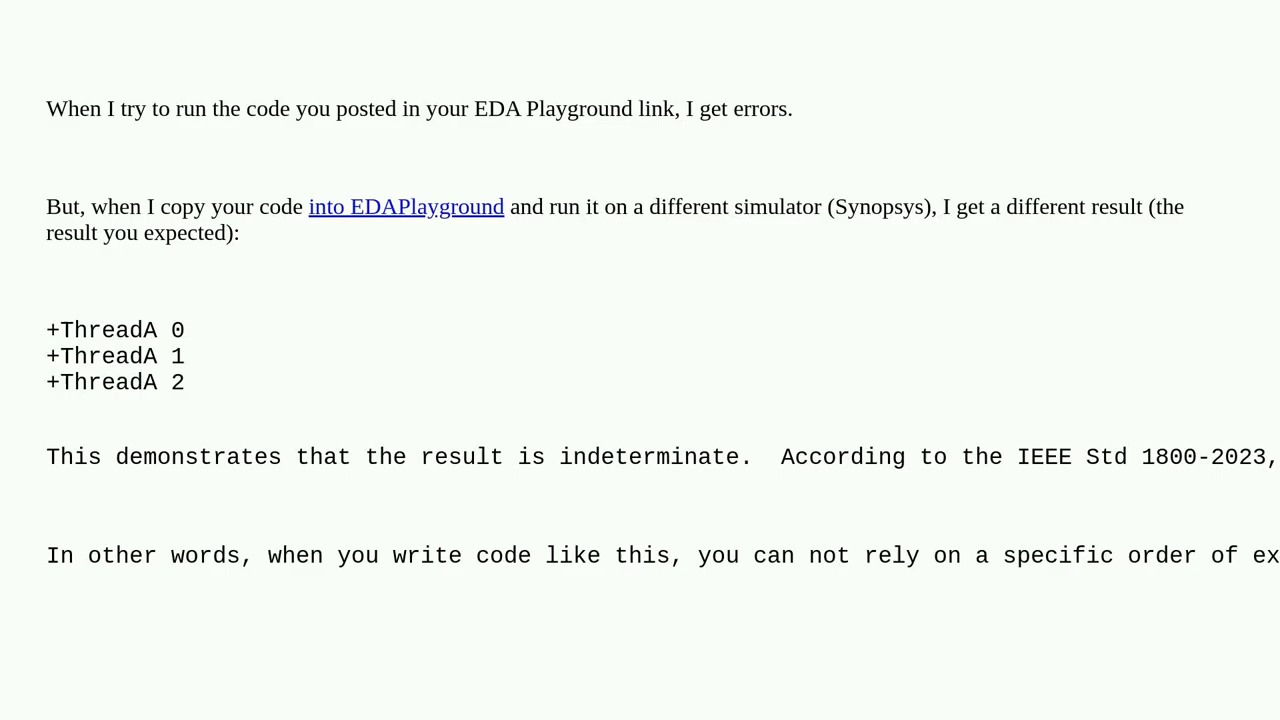 When I try to run the code you posted in your EDA Playground link, I get errors.
But, when I copy your code into EDAPlayground and run it on a different simulator (Synopsys), I get a different result (the
result you expected):
+ThreadA 0
+ThreadA 1
+ThreadA 2
This demonstrates that the result is indeterminate.  According to the IEEE Std 1800-2023,
In other words, when you write code like this, you can not rely on a specific order of